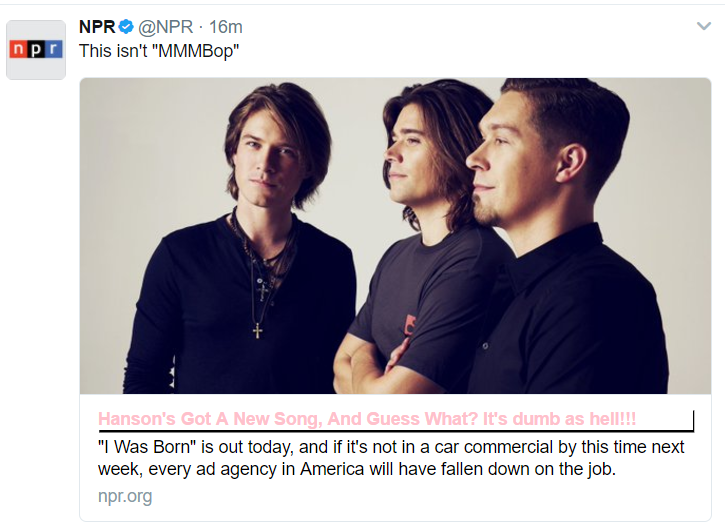 npr
NPR @NPR · 16m
This isn't "MMMBop"
Hanson's Got A New Song, And Guess What? It's dumb as hell!!!
"I Was Born" is out today, and if it's not in a car commercial by this time next
week, every ad agency in America will have fallen down on the job.
npr.org